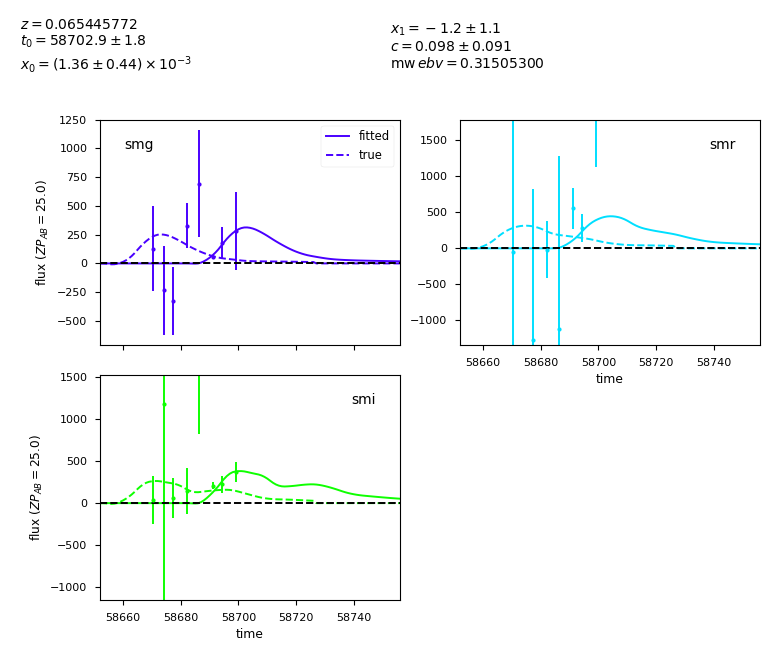 z = 0.065445772
t₀ = 58702.9 ± 1.8
x₀ = (1.36 ± 0.44) × 10⁻³
x₁ = −1.2 ± 1.1
c = 0.098 ± 0.091
mw ebv = 0.31505300
smg
fitted
true
1250
1000
750
500
250
0
−250
−500
flux (ZP_AB = 25.0)
smr
1500
1000
500
0
−500
−1000
58660 58680 58700 58720 58740
time
smi
1500
1000
500
0
−500
−1000
flux (ZP_AB = 25.0)
58660 58680 58700 58720 58740
time